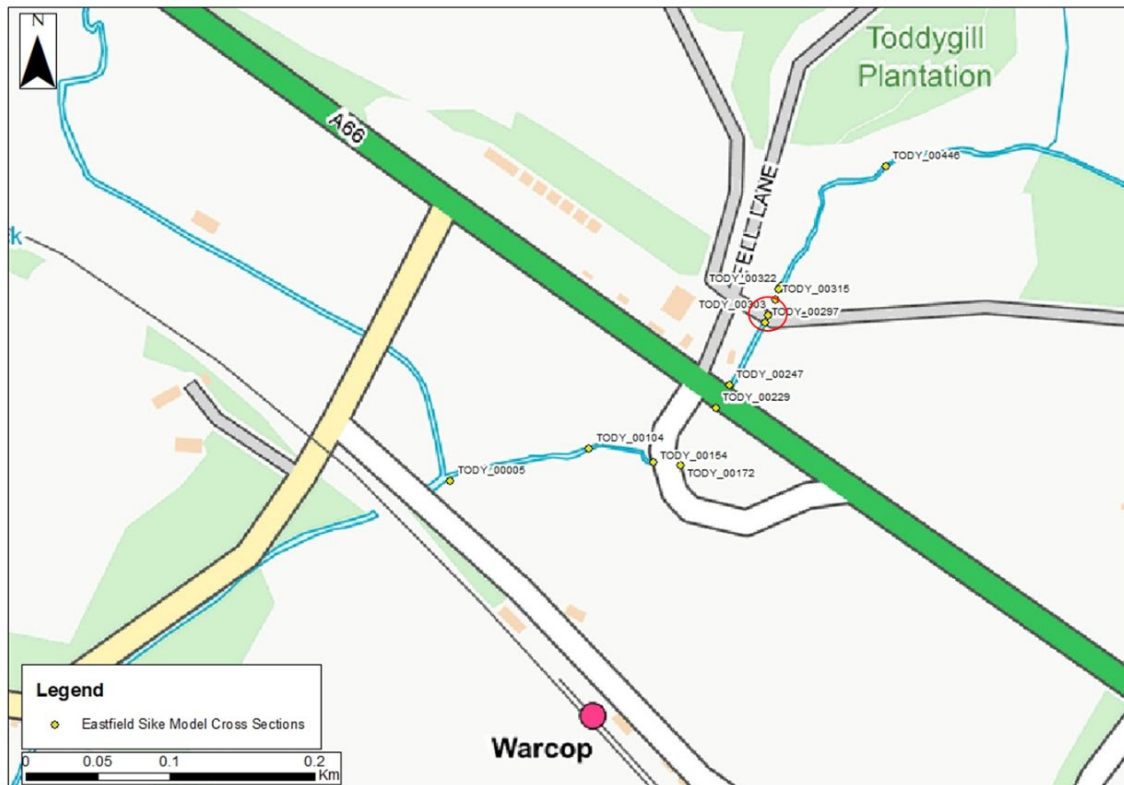 N
Toddygill
Plantation
A66
TODY_00446
FELL LANE
TODY_00322
TODY_00315
TODY_00303
TODY_00297
TODY_00247
TODY_00229
k
TODY_00104
TODY_00154
TODY_00172
TODY_00005
Legend
Eastfield Sike Model Cross Sections
Warcop
0 0.05 0.1 0.2
Km